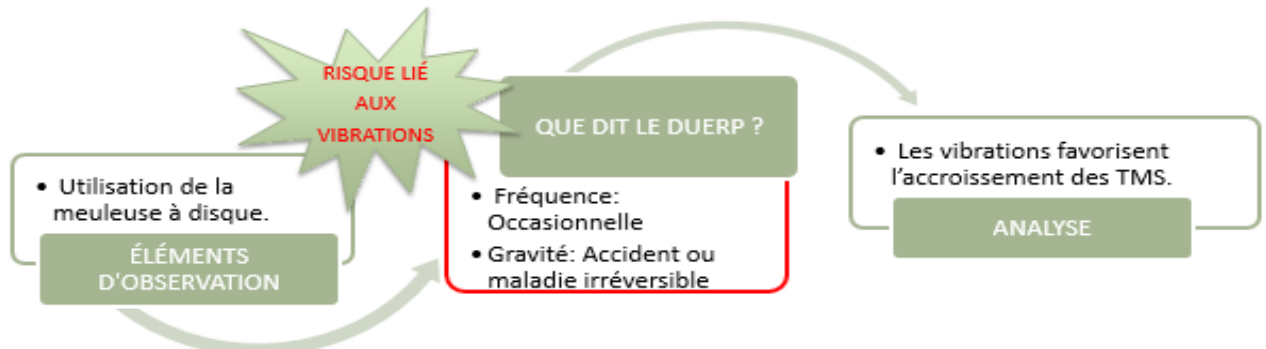 RISQUE LIÉ
AUX
VIBRATIONS
• Utilisation de la
meuleuse à disque.
ÉLÉMENTS
D'OBSERVATION
QUE DIT LE DUERP ?
• Fréquence:
Occasionnelle
• Gravité: Accident ou
maladie irréversible
• Les vibrations favorisent
l’accroissement des TMS.
ANALYSE